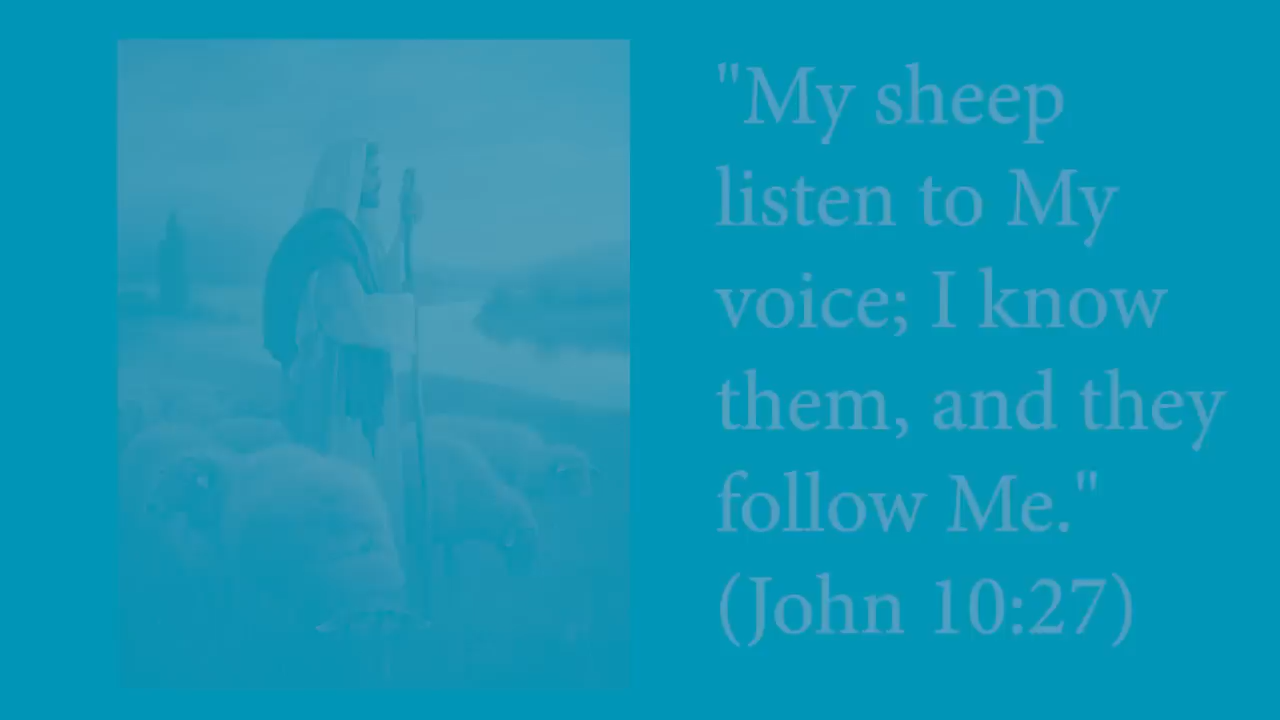 "My sheep
listen to My
voice; I know
them, and they
follow Me."
(John 10:27)